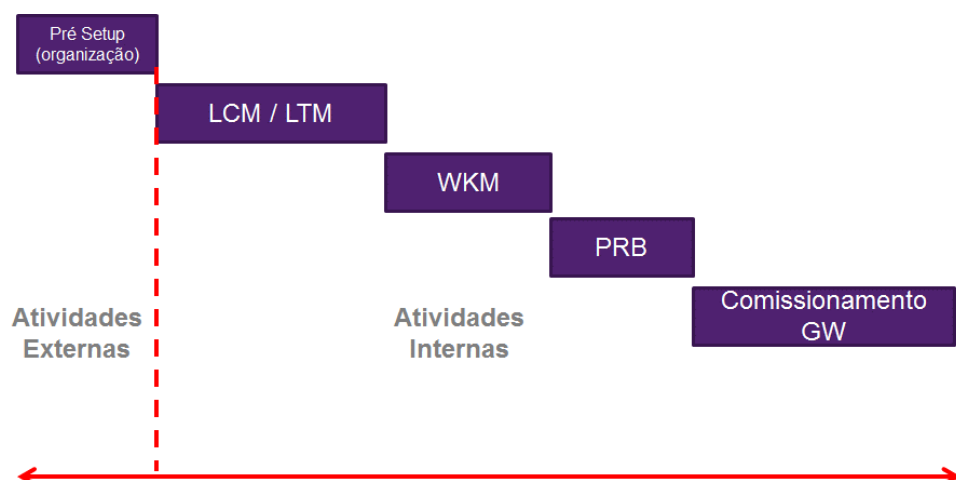 Pré Setup
(organização)
LCM / LTM
WKM
PRB
Comissionamento
GW
Atividades
Externas
Atividades
Internas